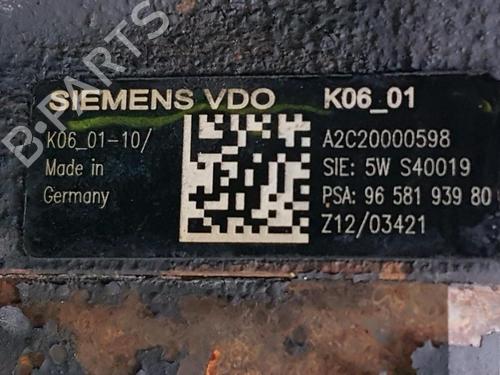 B-PARTS
SIEMENS VDO K06_01
K06_01-10/ A2C20000598
Made in SIE: 5W S40019
Germany PSA: 96 581 939 80
Z12/03421